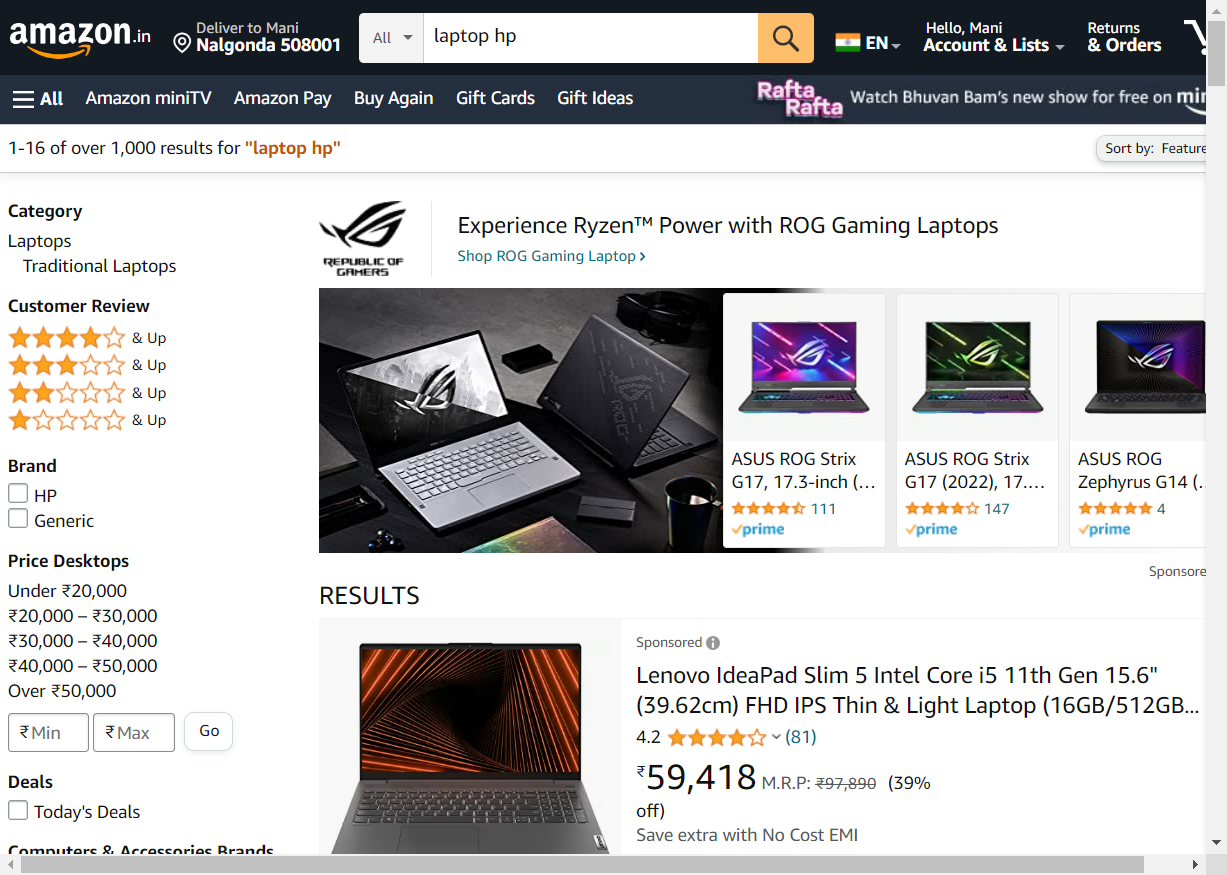 amazon.in
Deliver to Mani
Nalgonda 508001
All
laptop hp
EN
Hello, Mani
Account & Lists
Returns
& Orders
All
Amazon miniTV
Amazon Pay
Buy Again
Gift Cards
Gift Ideas
Rafta
Rafta
Watch Bhuvan Bam's new show for free on min
1-16 of over 1,000 results for "laptop hp"
Sort by: Feature
Category
Laptops
Traditional Laptops
Customer Review
& Up
& Up
& Up
& Up
Brand
HP
Generic
Price Desktops
Under ₹20,000
₹20,000 – ₹30,000
₹30,000 – ₹40,000
₹40,000 – ₹50,000
Over ₹50,000
₹ Min
₹ Max
Go
Deals
Today's Deals
Computers & Accessories Brands
REPUBLIC OF
GAMERS
Experience Ryzen™ Power with ROG Gaming Laptops
Shop ROG Gaming Laptop ›
ASUS ROG Strix
G17, 17.3-inch (…
111
prime
ASUS ROG Strix
G17 (2022), 17.…
147
prime
ASUS ROG
Zephyrus G14 (.
4
prime
Sponsore
RESULTS
Sponsored
Lenovo IdeaPad Slim 5 Intel Core i5 11th Gen 15.6"
(39.62cm) FHD IPS Thin & Light Laptop (16GB/512GB...
4.2 (81)
₹59,418 M.R.P: ₹97,890 (39%
off)
Save extra with No Cost EMI